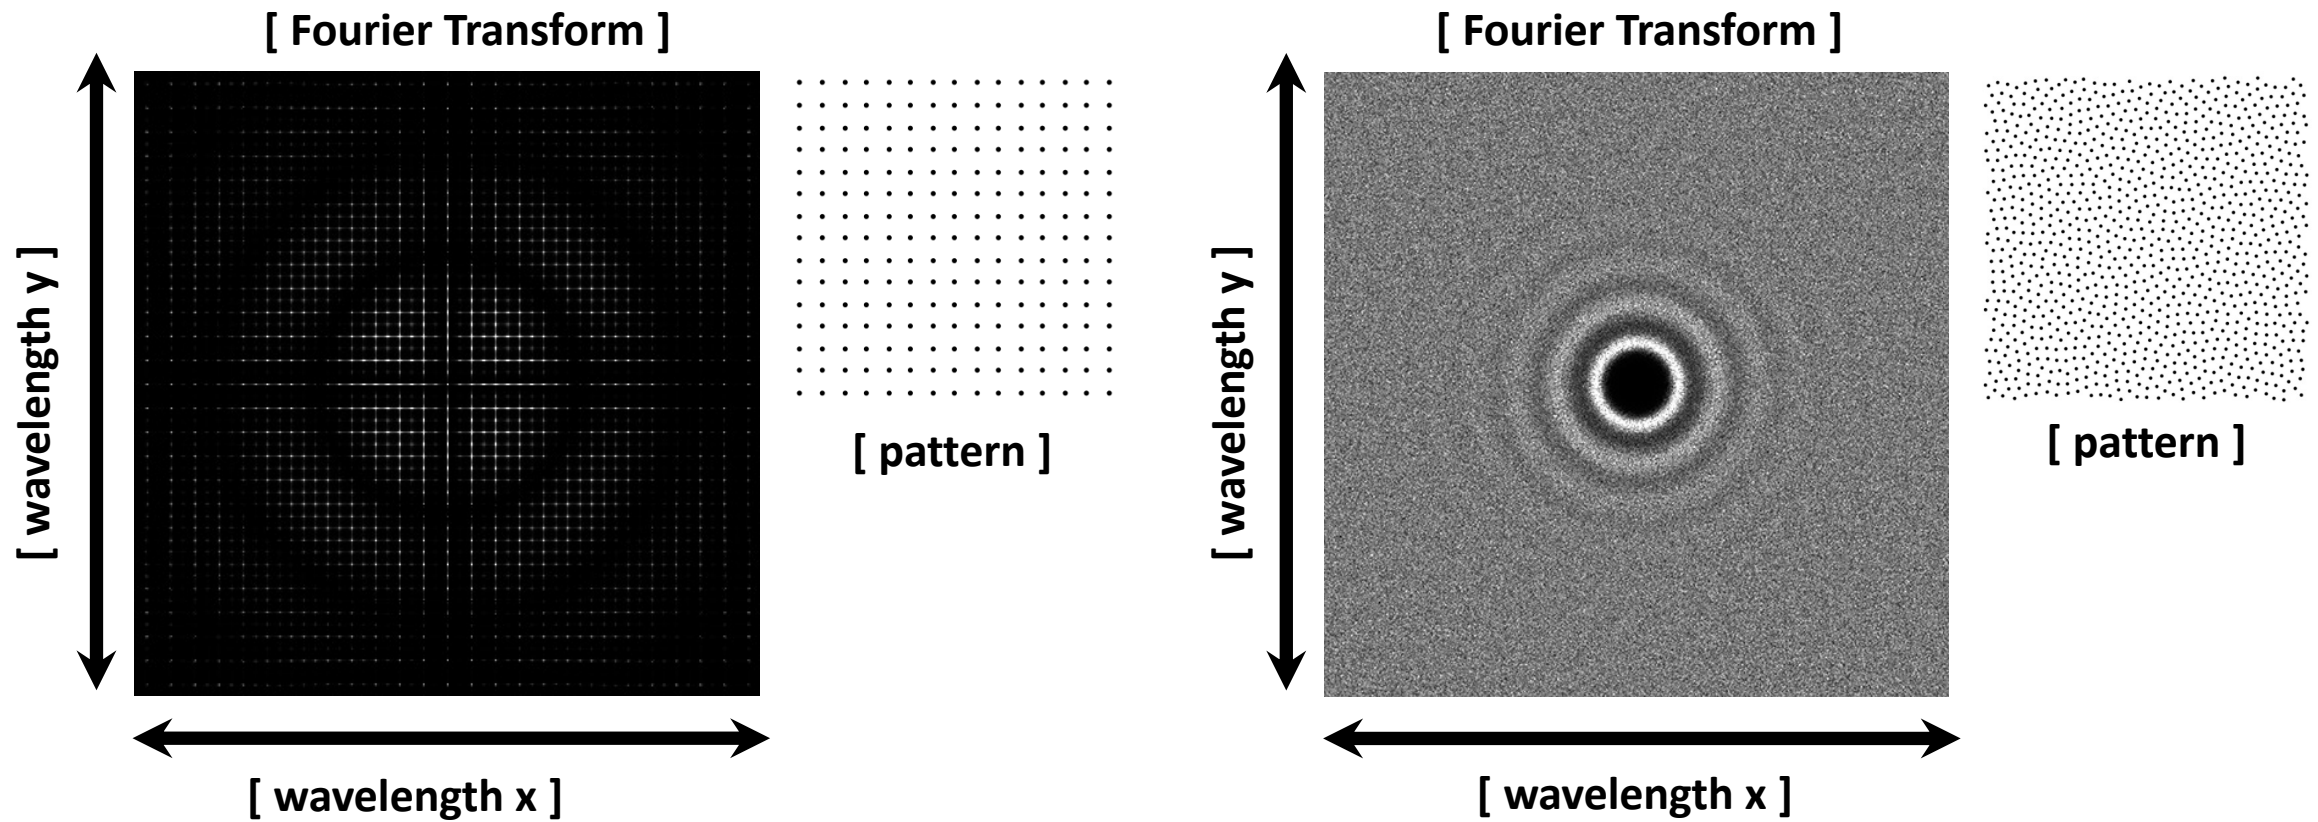 [ Fourier Transform ]
[ wavelength y ]
[ pattern ]
[ wavelength x ]
[ Fourier Transform ]
[ wavelength y ]
[ pattern ]
[ wavelength x ]